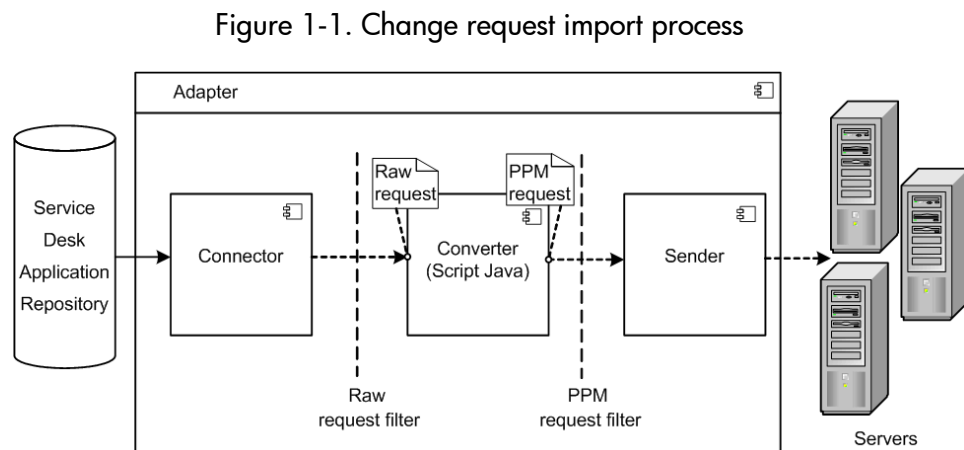 Figure 1-1. Change request import process
Adapter
Service
Desk
Application
Repository
Connector
Raw
request
PPM
request
Converter
(Script Java)
Sender
Raw
request filter
PPM
request filter
Servers